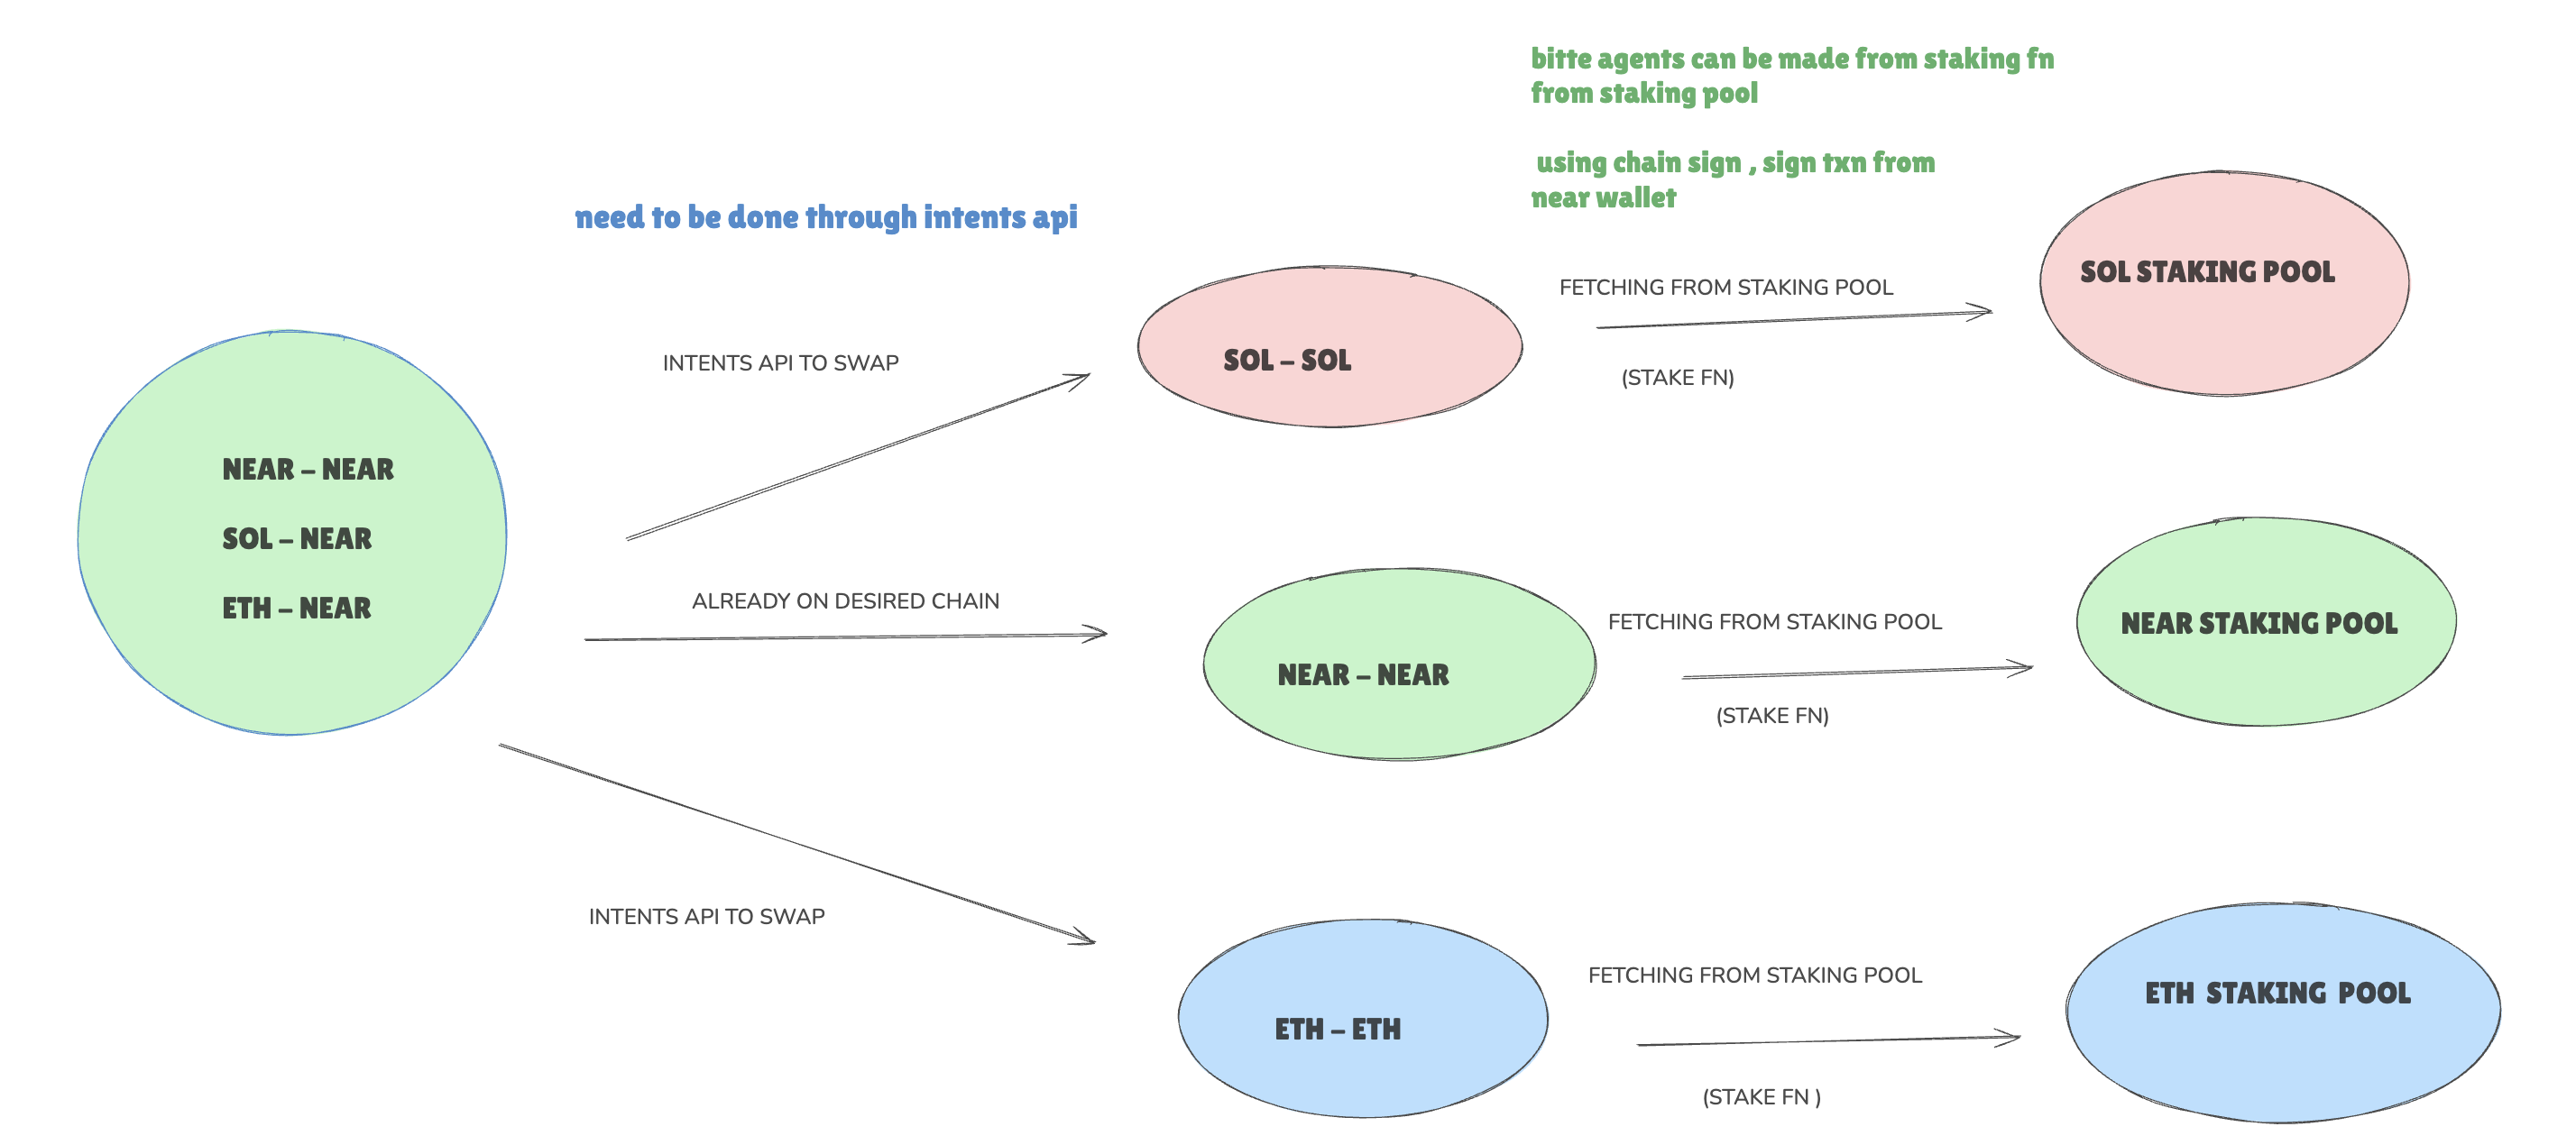 bitte agents can be made from staking fn
from staking pool
using chain sign , sign txn from
near wallet
need to be done through intents api
INTENTS API TO SWAP
SOL – SOL
FETCHING FROM STAKING POOL
(STAKE FN)
SOL STAKING POOL
NEAR – NEAR
SOL – NEAR
ETH – NEAR
ALREADY ON DESIRED CHAIN
NEAR – NEAR
FETCHING FROM STAKING POOL
(STAKE FN)
NEAR STAKING POOL
INTENTS API TO SWAP
ETH – ETH
FETCHING FROM STAKING POOL
(STAKE FN )
ETH STAKING POOL